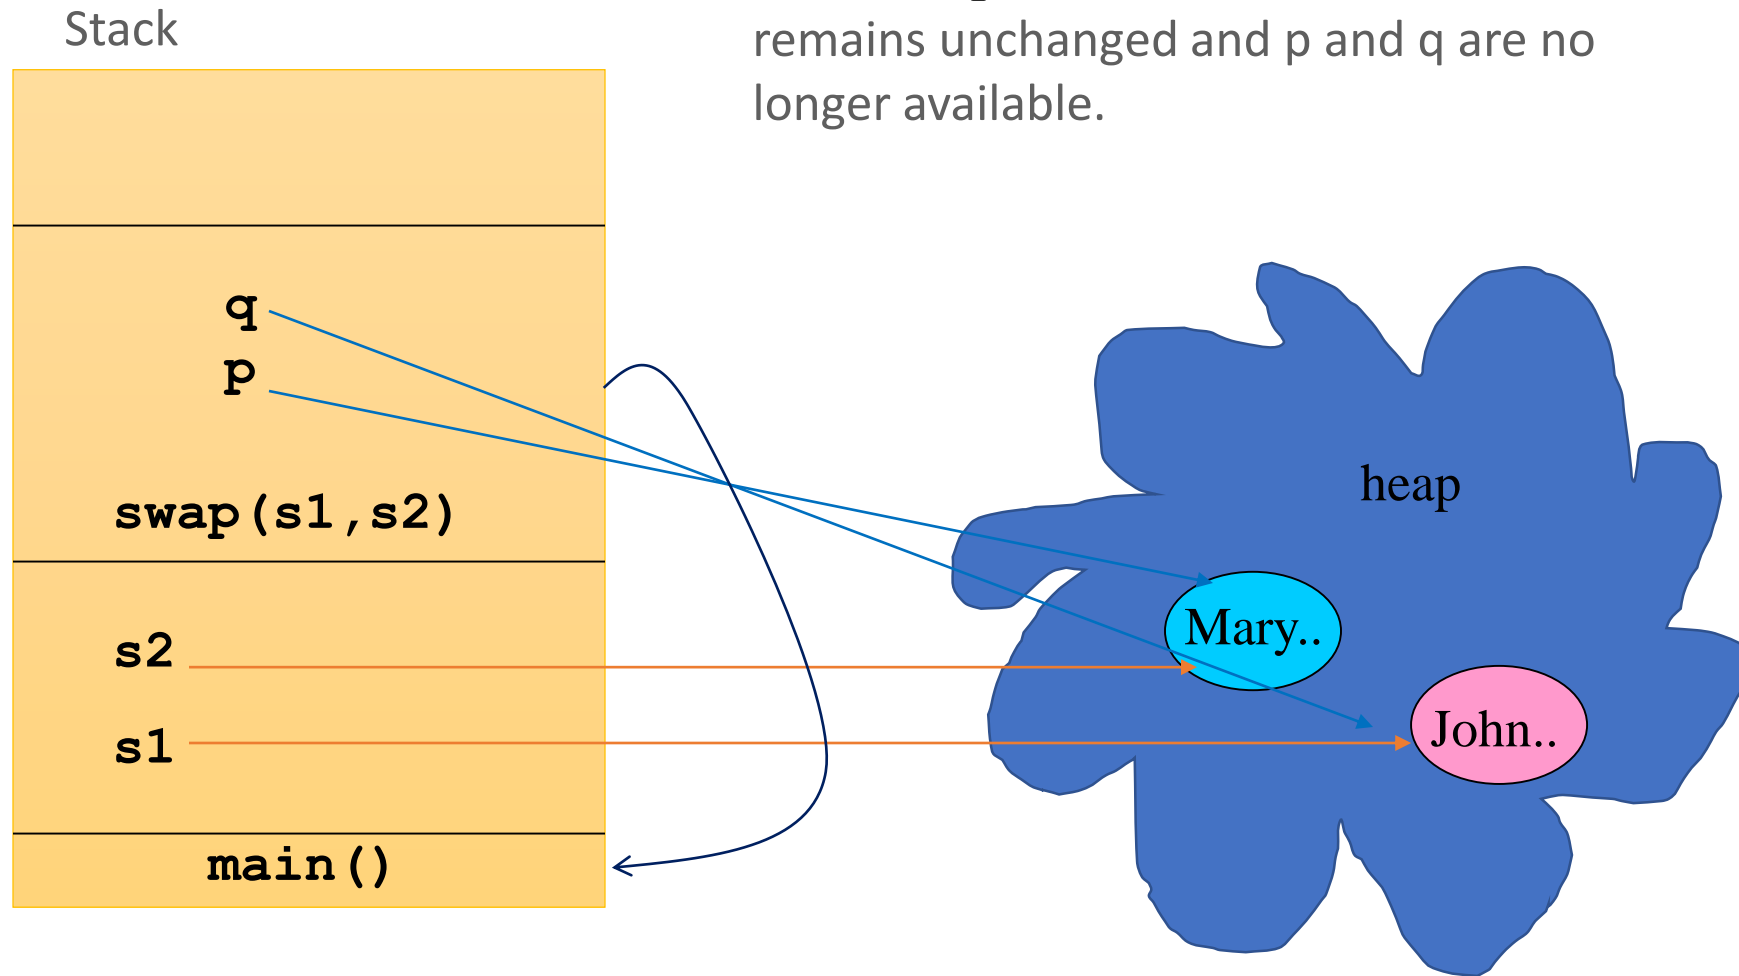 Stack
remains unchanged and p and q are no
longer available.
q
p
swap(s1,s2)
s2
s1
main()
heap
Mary..
John..